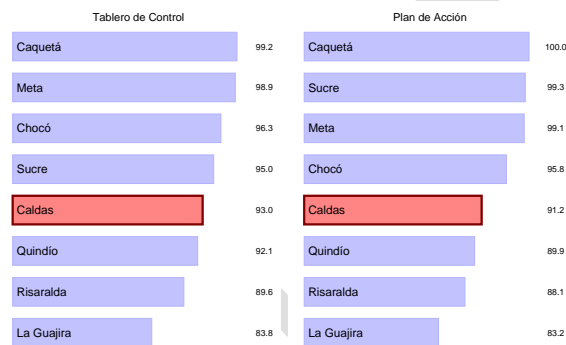 Tablero de Control
Caquetá 99.2
Meta 98.9
Chocó 96.3
Sucre 95.0
Caldas 93.0
Quindío 92.1
Risaralda 89.6
La Guajira 83.8
Plan de Acción
Caquetá 100.0
Sucre 99.3
Meta 99.1
Chocó 95.8
Caldas 91.2
Quindío 89.9
Risaralda 88.1
La Guajira 83.2